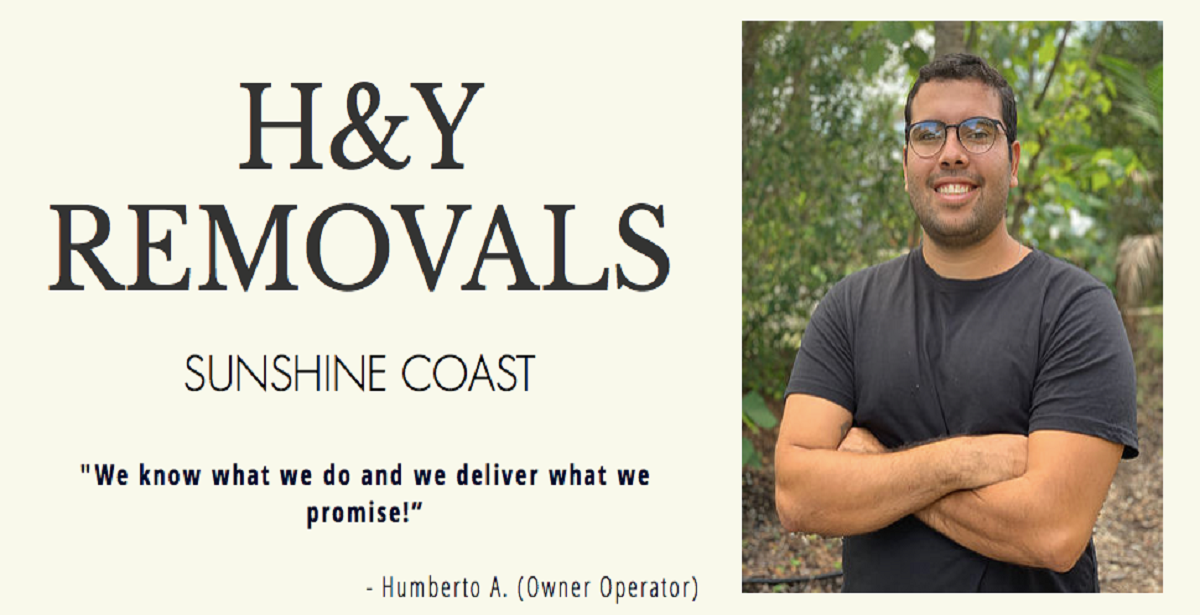 H&Y
REMOVALS
SUNSHINE COAST
"We know what we do and we deliver what we
promise!“
- Humberto A. (Owner Operator)